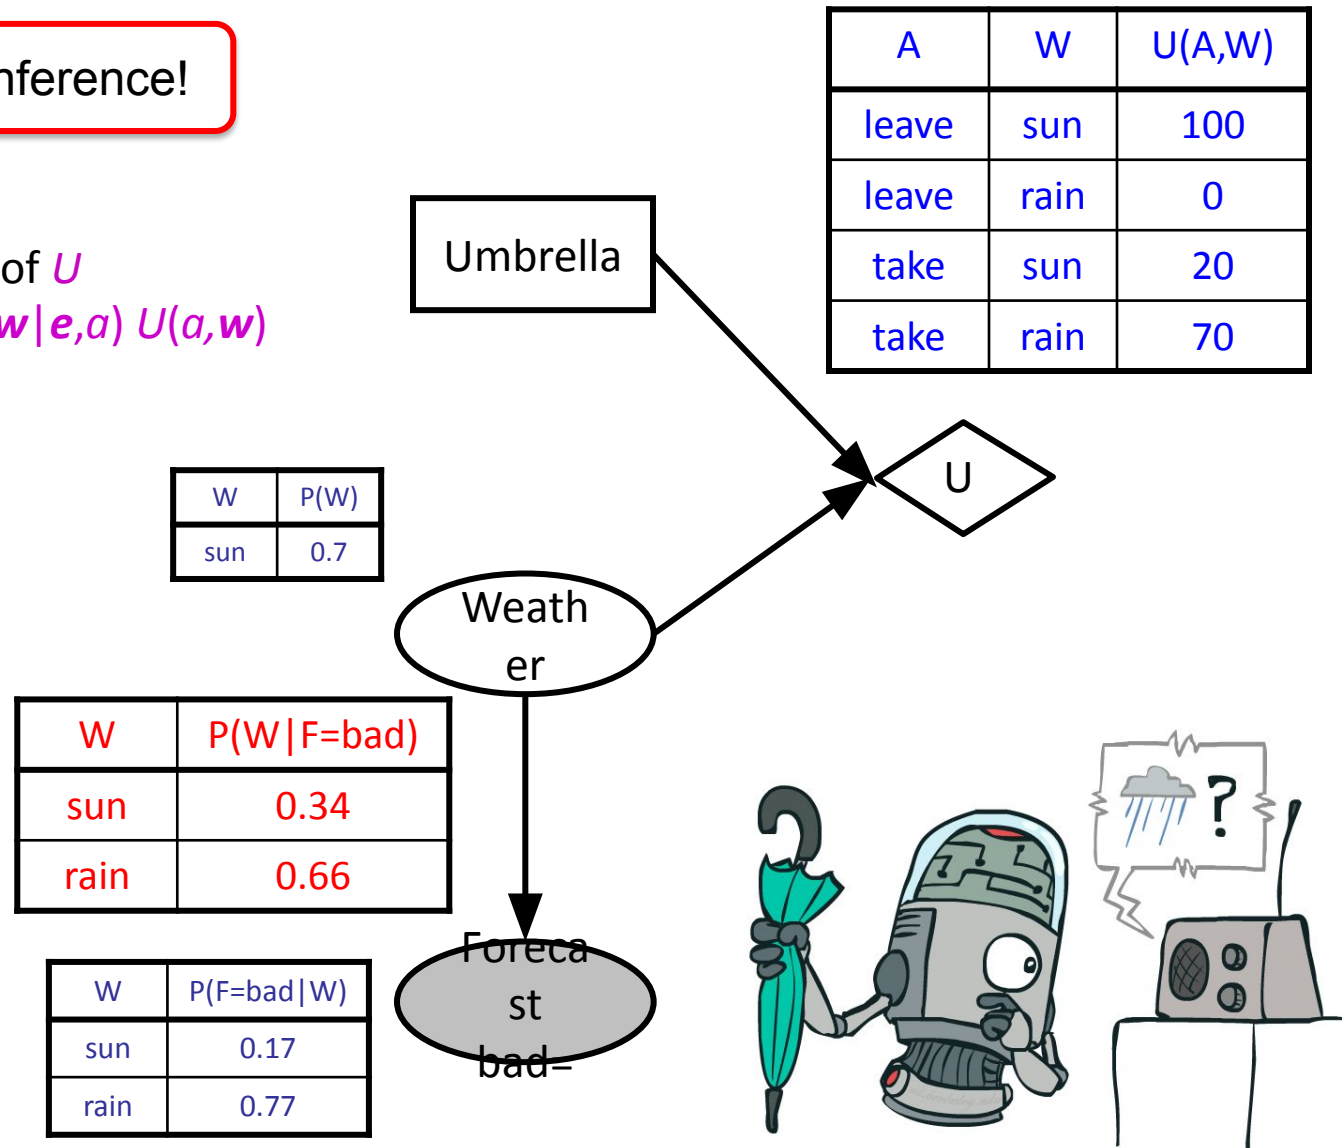 nference!
of U
w|e,a) U(a,w)
A W U(A,W)
leave sun 100
leave rain 0
take sun 20
take rain 70
Umbrella
U
W P(W)
sun 0.7
Weath
er
W P(W|F=bad)
sun 0.34
rain 0.66
Foreca
st
bad=
W P(F=bad|W)
sun 0.17
rain 0.77
?